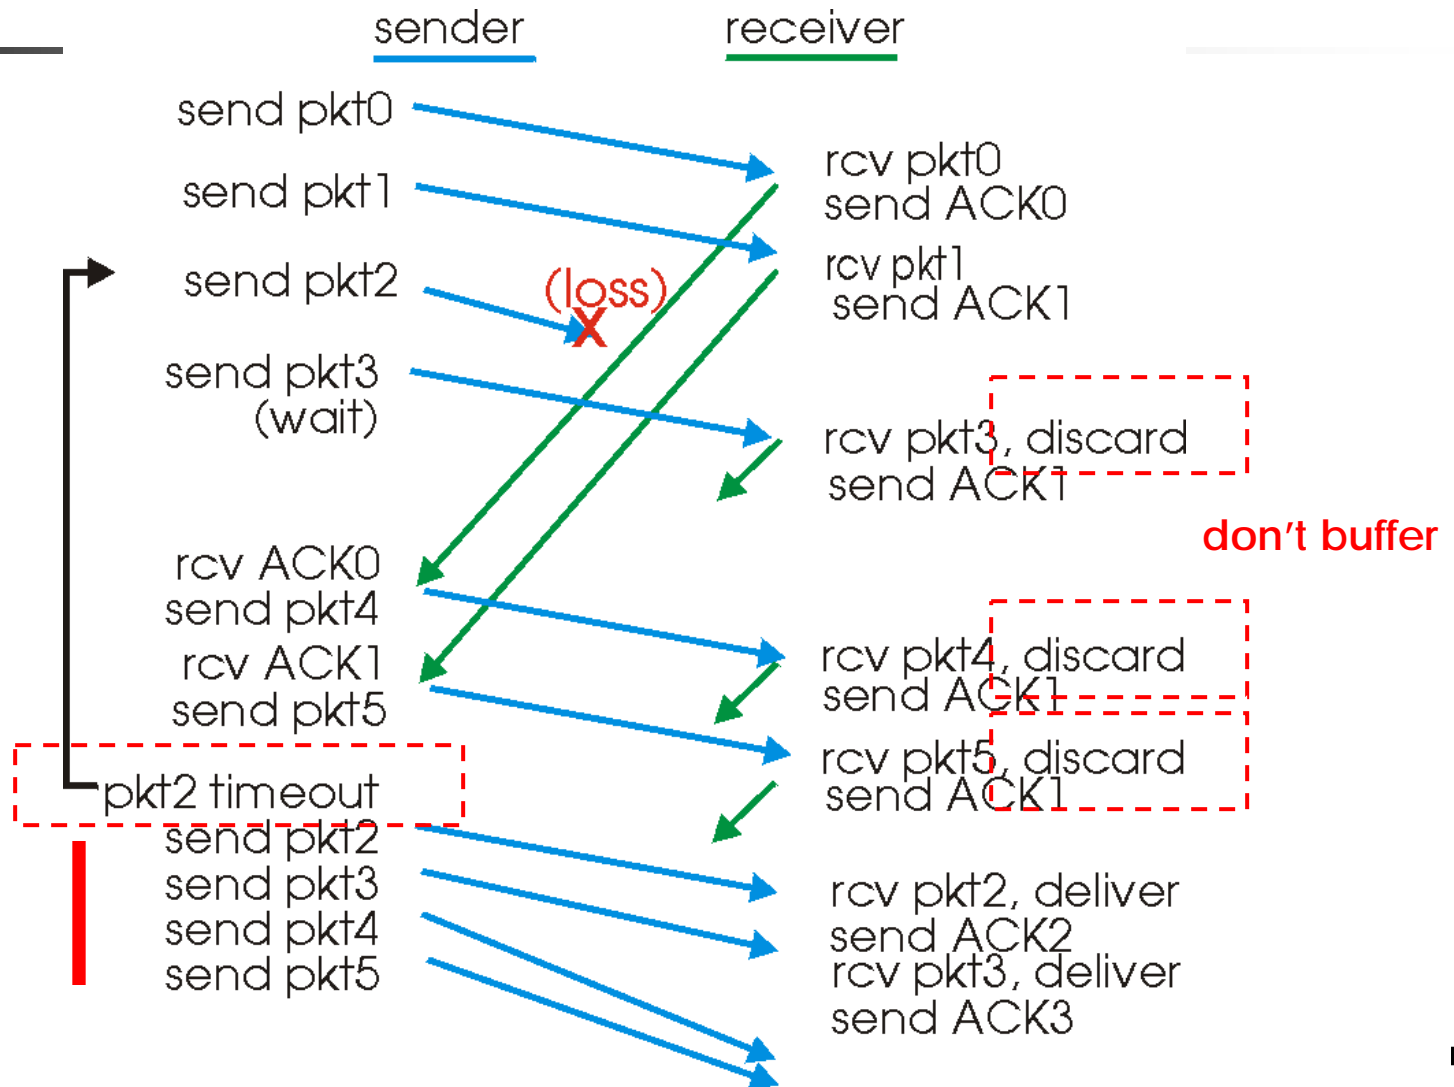 sender
receiver
send pkt0
send pkt1
send pkt2
(loss)
X
send pkt3
(wait)
rcv ACK0
send pkt4
rcv ACK1
send pkt5
pkt2 timeout
send pkt2
send pkt3
send pkt4
send pkt5
rcv pkt0
send ACK0
rcv pkt1
send ACK1
rcv pkt3, discard
send ACK1
don't buffer
rcv pkt4, discard
send ACK1
rcv pkt5, discard
send ACK1
rcv pkt2, deliver
send ACK2
rcv pkt3, deliver
send ACK3